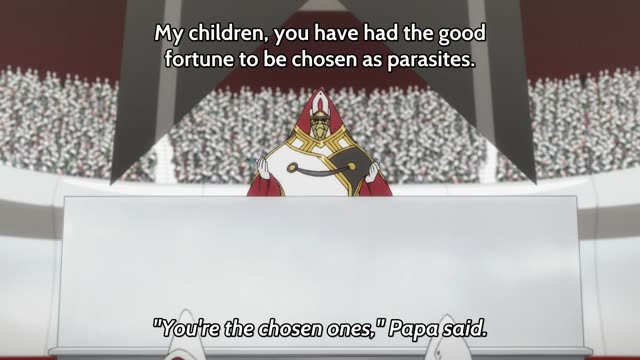 My children, you have had the good
fortune to be chosen as parasites.
"You're the chosen ones," Papa said.